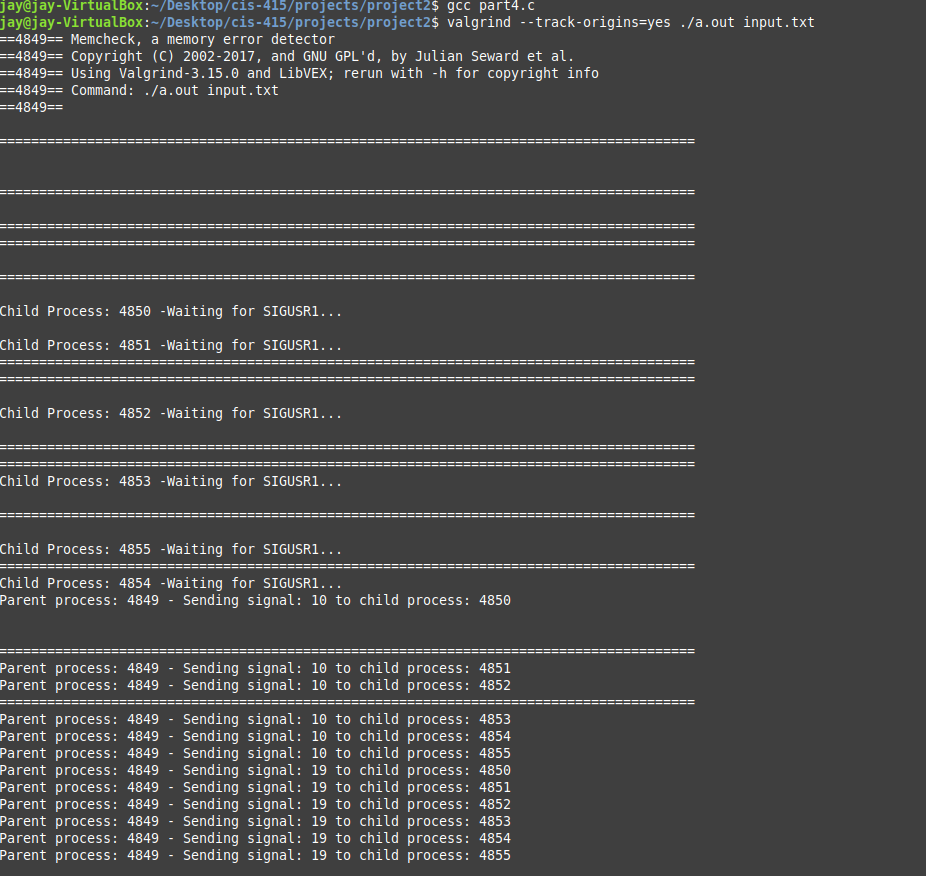 jay@jay-VirtualBox:~/Desktop/cis-415/projects/project2$ gcc part4.c
jay@jay-VirtualBox:~/Desktop/cis-415/projects/project2$ valgrind --track-origins=yes ./a.out input.txt
==4849== Memcheck, a memory error detector
==4849== Copyright (C) 2002-2017, and GNU GPL'd, by Julian Seward et al.
==4849== Using Valgrind-3.15.0 and LibVEX; rerun with -h for copyright info
==4849== Command: ./a.out input.txt
==4849==
=======================================================================================
=======================================================================================
=======================================================================================
=======================================================================================
=======================================================================================
Child Process: 4850 -Waiting for SIGUSR1...
Child Process: 4851 -Waiting for SIGUSR1...
=======================================================================================
=======================================================================================
Child Process: 4852 -Waiting for SIGUSR1...
=======================================================================================
=======================================================================================
Child Process: 4853 -Waiting for SIGUSR1...
=======================================================================================
Child Process: 4855 -Waiting for SIGUSR1...
=======================================================================================
Child Process: 4854 -Waiting for SIGUSR1...
Parent process: 4849 - Sending signal: 10 to child process: 4850
=======================================================================================
Parent process: 4849 - Sending signal: 10 to child process: 4851
Parent process: 4849 - Sending signal: 10 to child process: 4852
=======================================================================================
Parent process: 4849 - Sending signal: 10 to child process: 4853
Parent process: 4849 - Sending signal: 10 to child process: 4854
Parent process: 4849 - Sending signal: 10 to child process: 4855
Parent process: 4849 - Sending signal: 19 to child process: 4850
Parent process: 4849 - Sending signal: 19 to child process: 4851
Parent process: 4849 - Sending signal: 19 to child process: 4852
Parent process: 4849 - Sending signal: 19 to child process: 4853
Parent process: 4849 - Sending signal: 19 to child process: 4854
Parent process: 4849 - Sending signal: 19 to child process: 4855